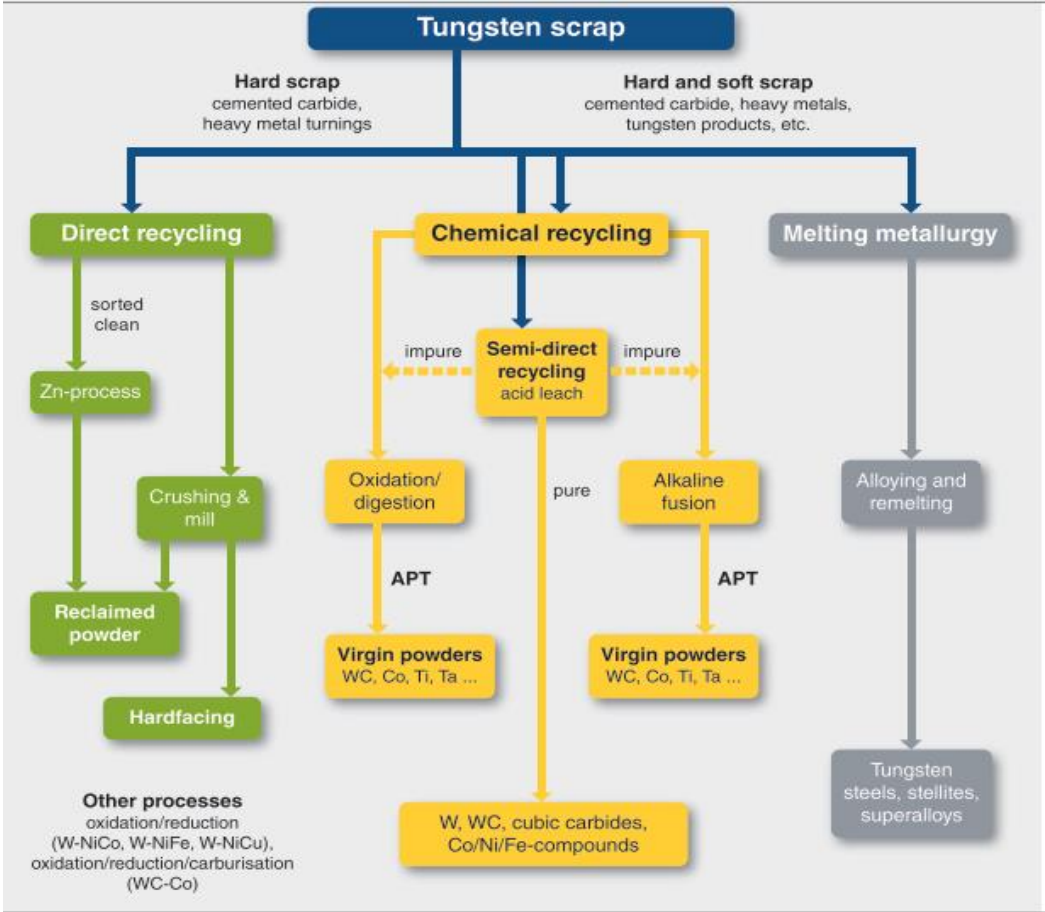 Tungsten scrap
Hard scrap
cemented carbide,
heavy metal turnings
Hard and soft scrap
cemented carbide, heavy metals,
tungsten products, etc.
Direct recycling
Chemical recycling
Melting metallurgy
sorted
clean
impure
Semi-direct
recycling
acid leach
impure
Zn-process
Crushing &
mill
Oxidation/
digestion
pure
Alkaline
fusion
Alloying and
remelting
APT
APT
Reclaimed
powder
Virgin powders
WC, Co, Ti, Ta ...
Virgin powders
WC, Co, Ti, Ta ...
Hardfacing
Tungsten
steels, stellites,
superalloys
Other processes
oxidation/reduction
(W-NiCo, W-NiFe, W-NiCu),
oxidation/reduction/carburisation
(WC-Co)
W, WC, cubic carbides,
Co/Ni/Fe-compounds